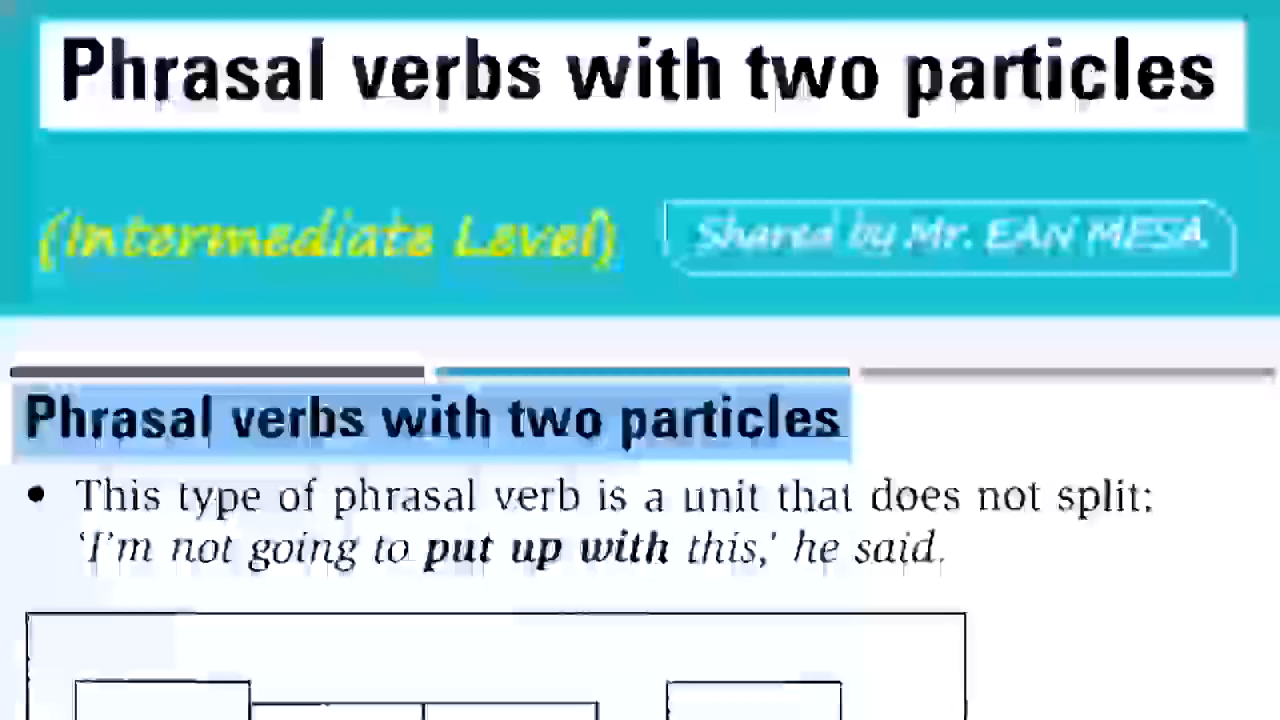 Phrasal verbs with two particles
(Intermediate Level)
Shared by Mr. EAN MESA
Phrasal verbs with two particles
• This type of phrasal verb is a unit that does not split:
'I'm not going to put up with this,' he said.